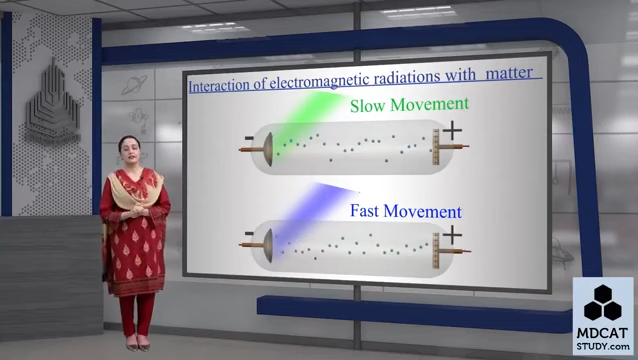 Interaction of electromagnetic radiations with matter
Slow Movement
- +
Fast Movement
- +
MDCAT
STUDY.com